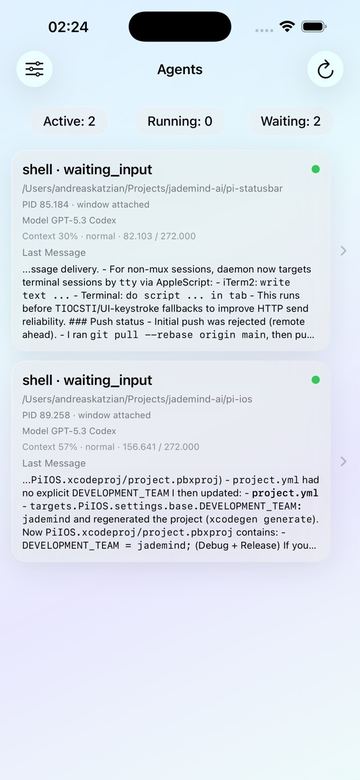 02:24
Agents
Active: 2 Running: 0 Waiting: 2
shell · waiting_input
/Users/andreaskatzian/Projects/jademind-ai/pi-statusbar
PID 85.184 · window attached
Model GPT-5.3 Codex
Context 30% · normal · 82.103 / 272.000
Last Message
...ssage delivery. - For non-mux sessions, daemon now targets
terminal sessions by tty via AppleScript: - iTerm2: write
text ... - Terminal: do script ... in tab - This runs
before TIOCSTI/UI-keystroke fallbacks to improve HTTP send
reliability. ### Push status - Initial push was rejected (remote
ahead). - I ran git pull --rebase origin main, then pu...
shell · waiting_input
/Users/andreaskatzian/Projects/jademind-ai/pi-ios
PID 89.258 · window attached
Model GPT-5.3 Codex
Context 57% · normal · 156.641 / 272.000
Last Message
...PiIOS.xcodeproj/project.pbxproj) - project.yml had
no explicit DEVELOPMENT_TEAM I then updated: - project.yml
- targets.PiIOS.settings.base.DEVELOPMENT_TEAM:
jademind and regenerated the project (xcodegen generate).
Now PiIOS.xcodeproj/project.pbxproj contains: -
DEVELOPMENT_TEAM = jademind; (Debug + Release) If you...